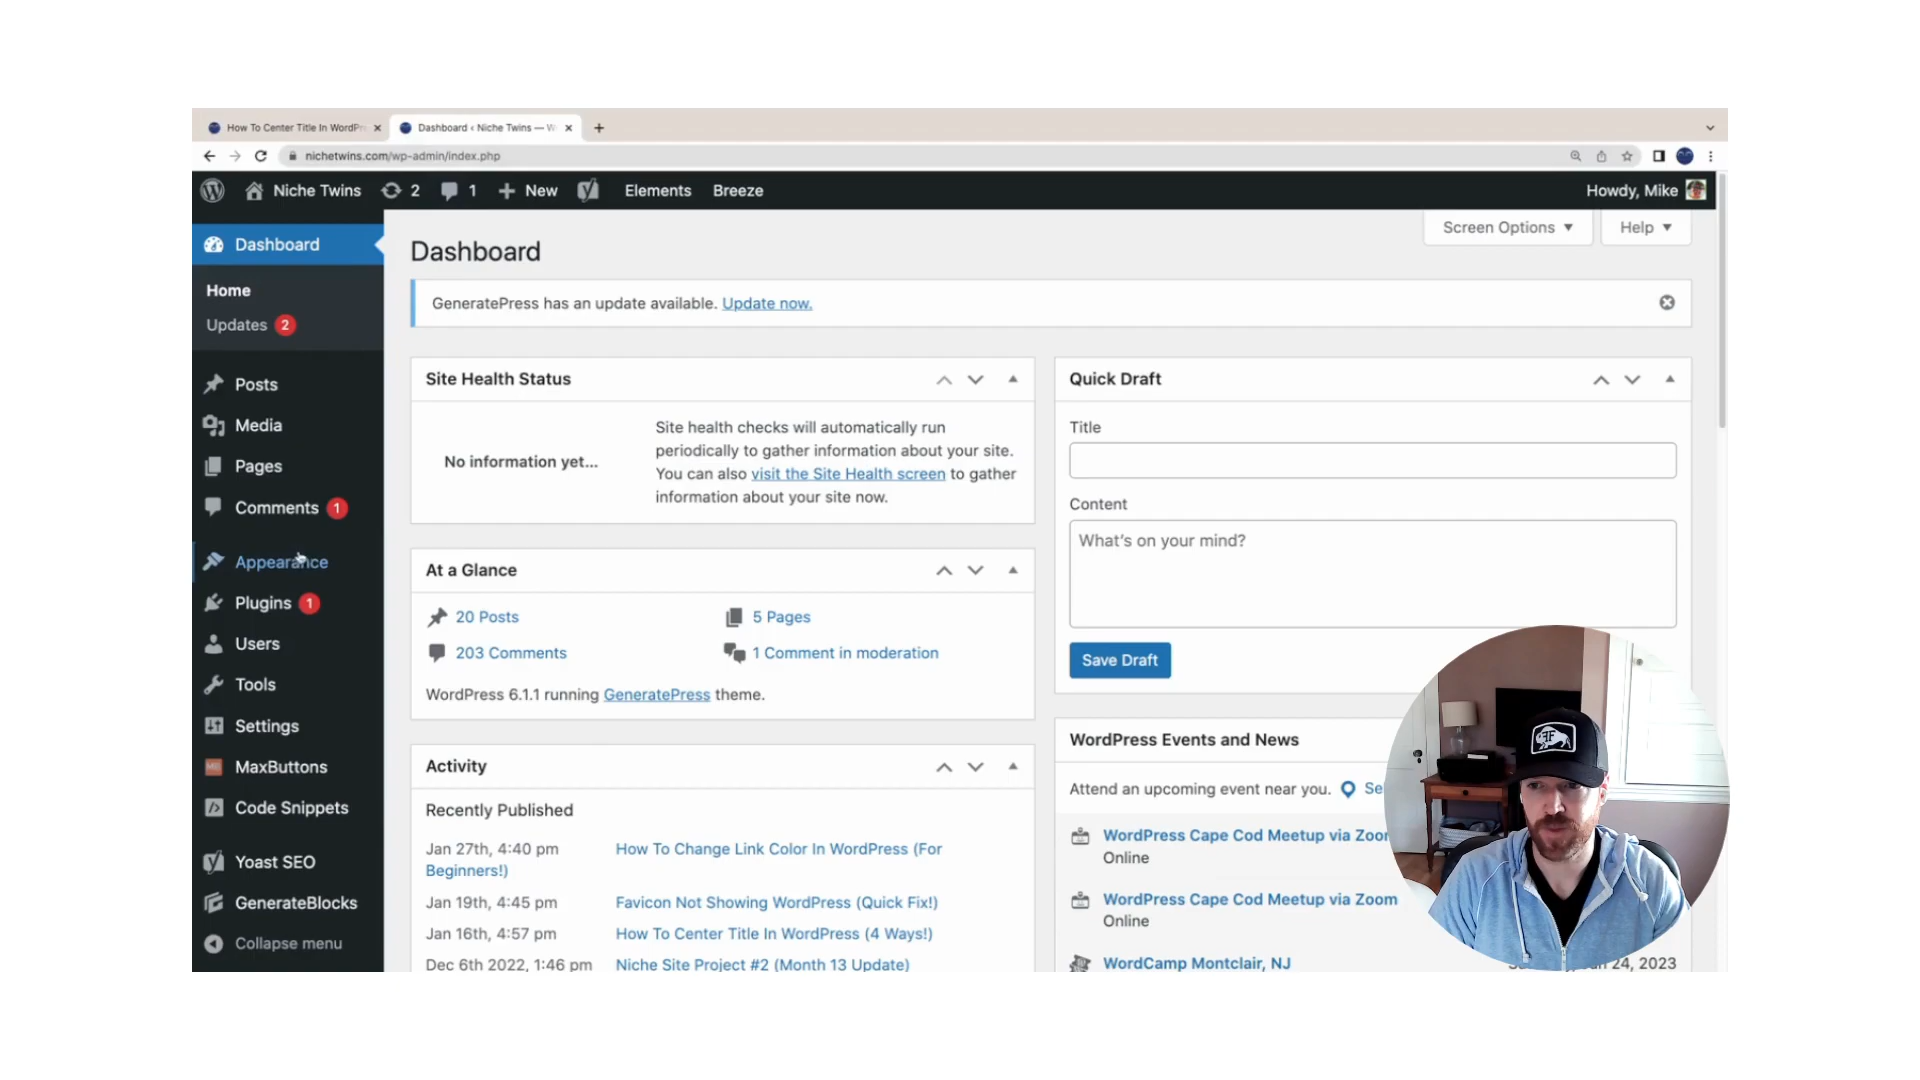 How To Center Title In WordPr
Dashboard ‹ Niche Twins — W
nichetwins.com/wp-admin/index.php
Niche Twins 2 1 New Elements Breeze Howdy, Mike
Screen Options Help
Dashboard
Home
Updates 2
Posts
Media
Pages
Comments 1
Appearance
Plugins 1
Users
Tools
Settings
MaxButtons
Code Snippets
Yoast SEO
GenerateBlocks
Collapse menu
Dashboard
GeneratePress has an update available. Update now.
Site Health Status
No information yet...
Site health checks will automatically run
periodically to gather information about your site.
You can also visit the Site Health screen to gather
information about your site now.
At a Glance
20 Posts 5 Pages
203 Comments 1 Comment in moderation
WordPress 6.1.1 running GeneratePress theme.
Activity
Recently Published
Jan 27th, 4:40 pm How To Change Link Color In WordPress (For
Beginners!)
Jan 19th, 4:45 pm Favicon Not Showing WordPress (Quick Fix!)
Jan 16th, 4:57 pm How To Center Title In WordPress (4 Ways!)
Dec 6th 2022, 1:46 pm Niche Site Project #2 (Month 13 Update)
Quick Draft
Title
Content
What's on your mind?
Save Draft
WordPress Events and News
Attend an upcoming event near you. Se
WordPress Cape Cod Meetup via Zoom
Online
WordPress Cape Cod Meetup via Zoom
Online
WordCamp Montclair, NJ 24, 2023